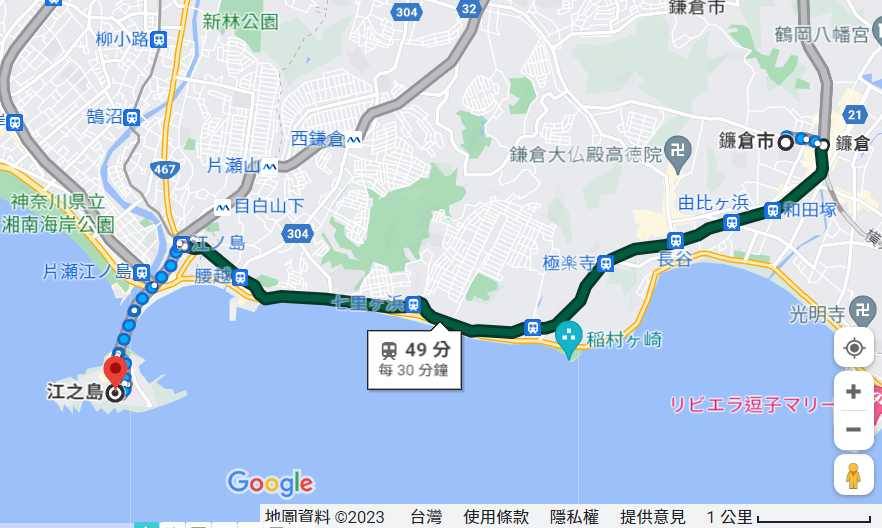 304
32
鎌倉市
新林公園
柳小路
鶴岡八幡宮
鵠沼
21
西鎌倉
鎌倉市
鎌倉
鎌倉大仏殿高徳院
片瀬山
467
神奈川県立
湘南海岸公園
目白山下
由比ヶ浜
和田塚
304
江ノ島
長谷
極楽寺
片瀬江ノ島
腰越
七里ヶ浜
光明寺
稲村ヶ崎
49 分
每 30 分鐘
江之島
リビエラ逗子マリー
Google
地圖資料 ©2023 台灣 使用條款 隱私權 提供意見 1 公里